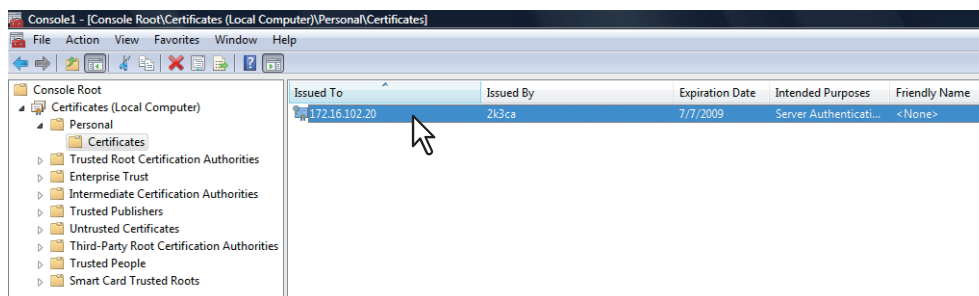 Console1 - [Console Root\Certificates (Local Computer)\Personal\Certificates]
File Action View Favorites Window Help
Console Root
Certificates (Local Computer)
Personal
Certificates
Trusted Root Certification Authorities
Enterprise Trust
Intermediate Certification Authorities
Trusted Publishers
Untrusted Certificates
Third-Party Root Certification Authorities
Trusted People
Smart Card Trusted Roots
Issued To Issued By Expiration Date Intended Purposes Friendly Name
172.16.102.20 2k3ca 7/7/2009 Server Authenticati... <None>